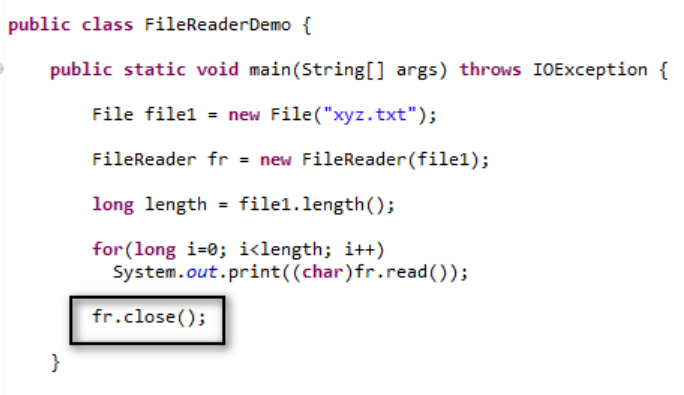 public class FileReaderDemo {
public static void main(String[] args) throws IOException {
File file1 = new File("xyz.txt");
FileReader fr = new FileReader(file1);
long length = file1.length();
for(long i=0; i<length; i++)
System.out.print((char)fr.read());
fr.close();
}